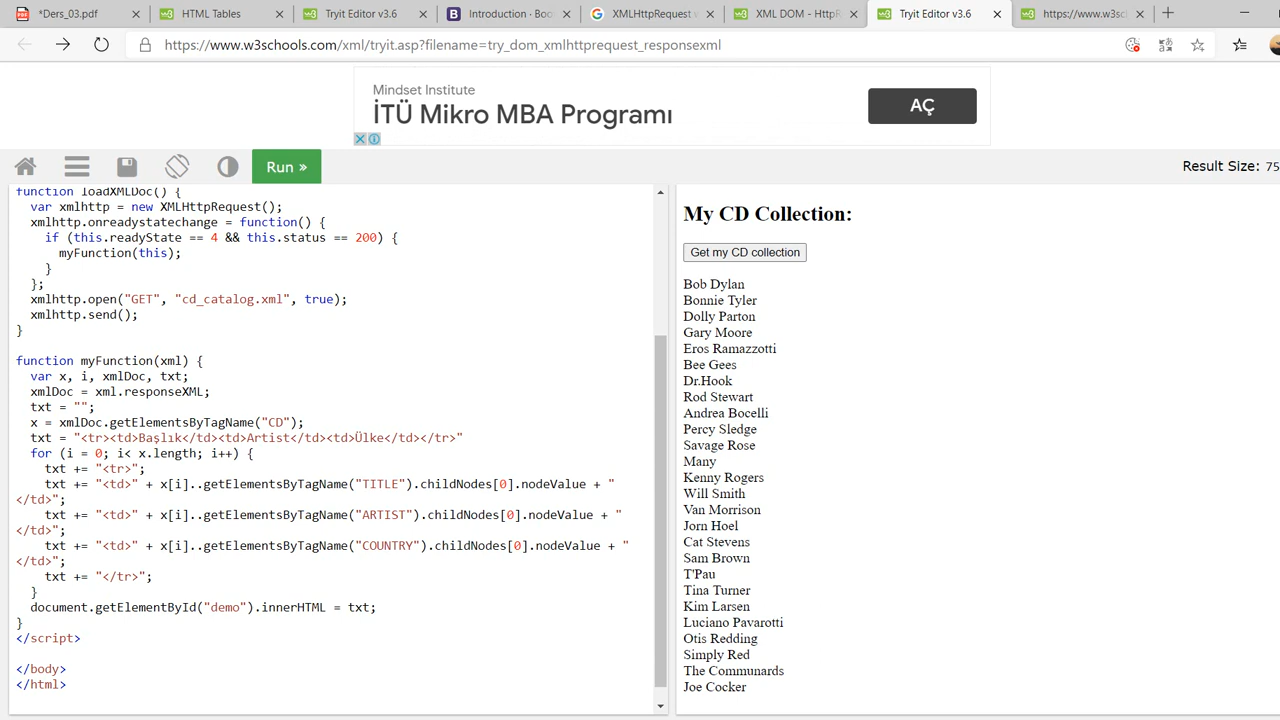 *Ders_03.pdf
HTML Tables
Tryit Editor v3.6
Introduction · Boo
XMLHttpRequest v
XML DOM - HttpR
Tryit Editor v3.6
https://www.w3sc
https://www.w3schools.com/xml/tryit.asp?filename=try_dom_xmlhttprequest_responsexml
Mindset Institute
İTÜ Mikro MBA Programı
AÇ
Run »
Result Size: 75
function loadXMLDoc() {
var xmlhttp = new XMLHttpRequest();
xmlhttp.onreadystatechange = function() {
if (this.readyState == 4 && this.status == 200) {
myFunction(this);
}
};
xmlhttp.open("GET", "cd_catalog.xml", true);
xmlhttp.send();
}
function myFunction(xml) {
var x, i, xmlDoc, txt;
xmlDoc = xml.responseXML;
txt = "";
x = xmlDoc.getElementsByTagName("CD");
txt = "<tr><td>Başlık</td><td>Artist</td><td>Ülke</td></tr>"
for (i = 0; i< x.length; i++) {
txt += "<tr>";
txt += "<td>" + x[i]..getElementsByTagName("TITLE").childNodes[0].nodeValue + "
</td>";
txt += "<td>" + x[i]..getElementsByTagName("ARTIST").childNodes[0].nodeValue + "
</td>";
txt += "<td>" + x[i]..getElementsByTagName("COUNTRY").childNodes[0].nodeValue + "
</td>";
txt += "</tr>";
}
document.getElementById("demo").innerHTML = txt;
}
</script>
</body>
</html>
My CD Collection:
Get my CD collection
Bob Dylan
Bonnie Tyler
Dolly Parton
Gary Moore
Eros Ramazzotti
Bee Gees
Dr.Hook
Rod Stewart
Andrea Bocelli
Percy Sledge
Savage Rose
Many
Kenny Rogers
Will Smith
Van Morrison
Jorn Hoel
Cat Stevens
Sam Brown
T'Pau
Tina Turner
Kim Larsen
Luciano Pavarotti
Otis Redding
Simply Red
The Communards
Joe Cocker